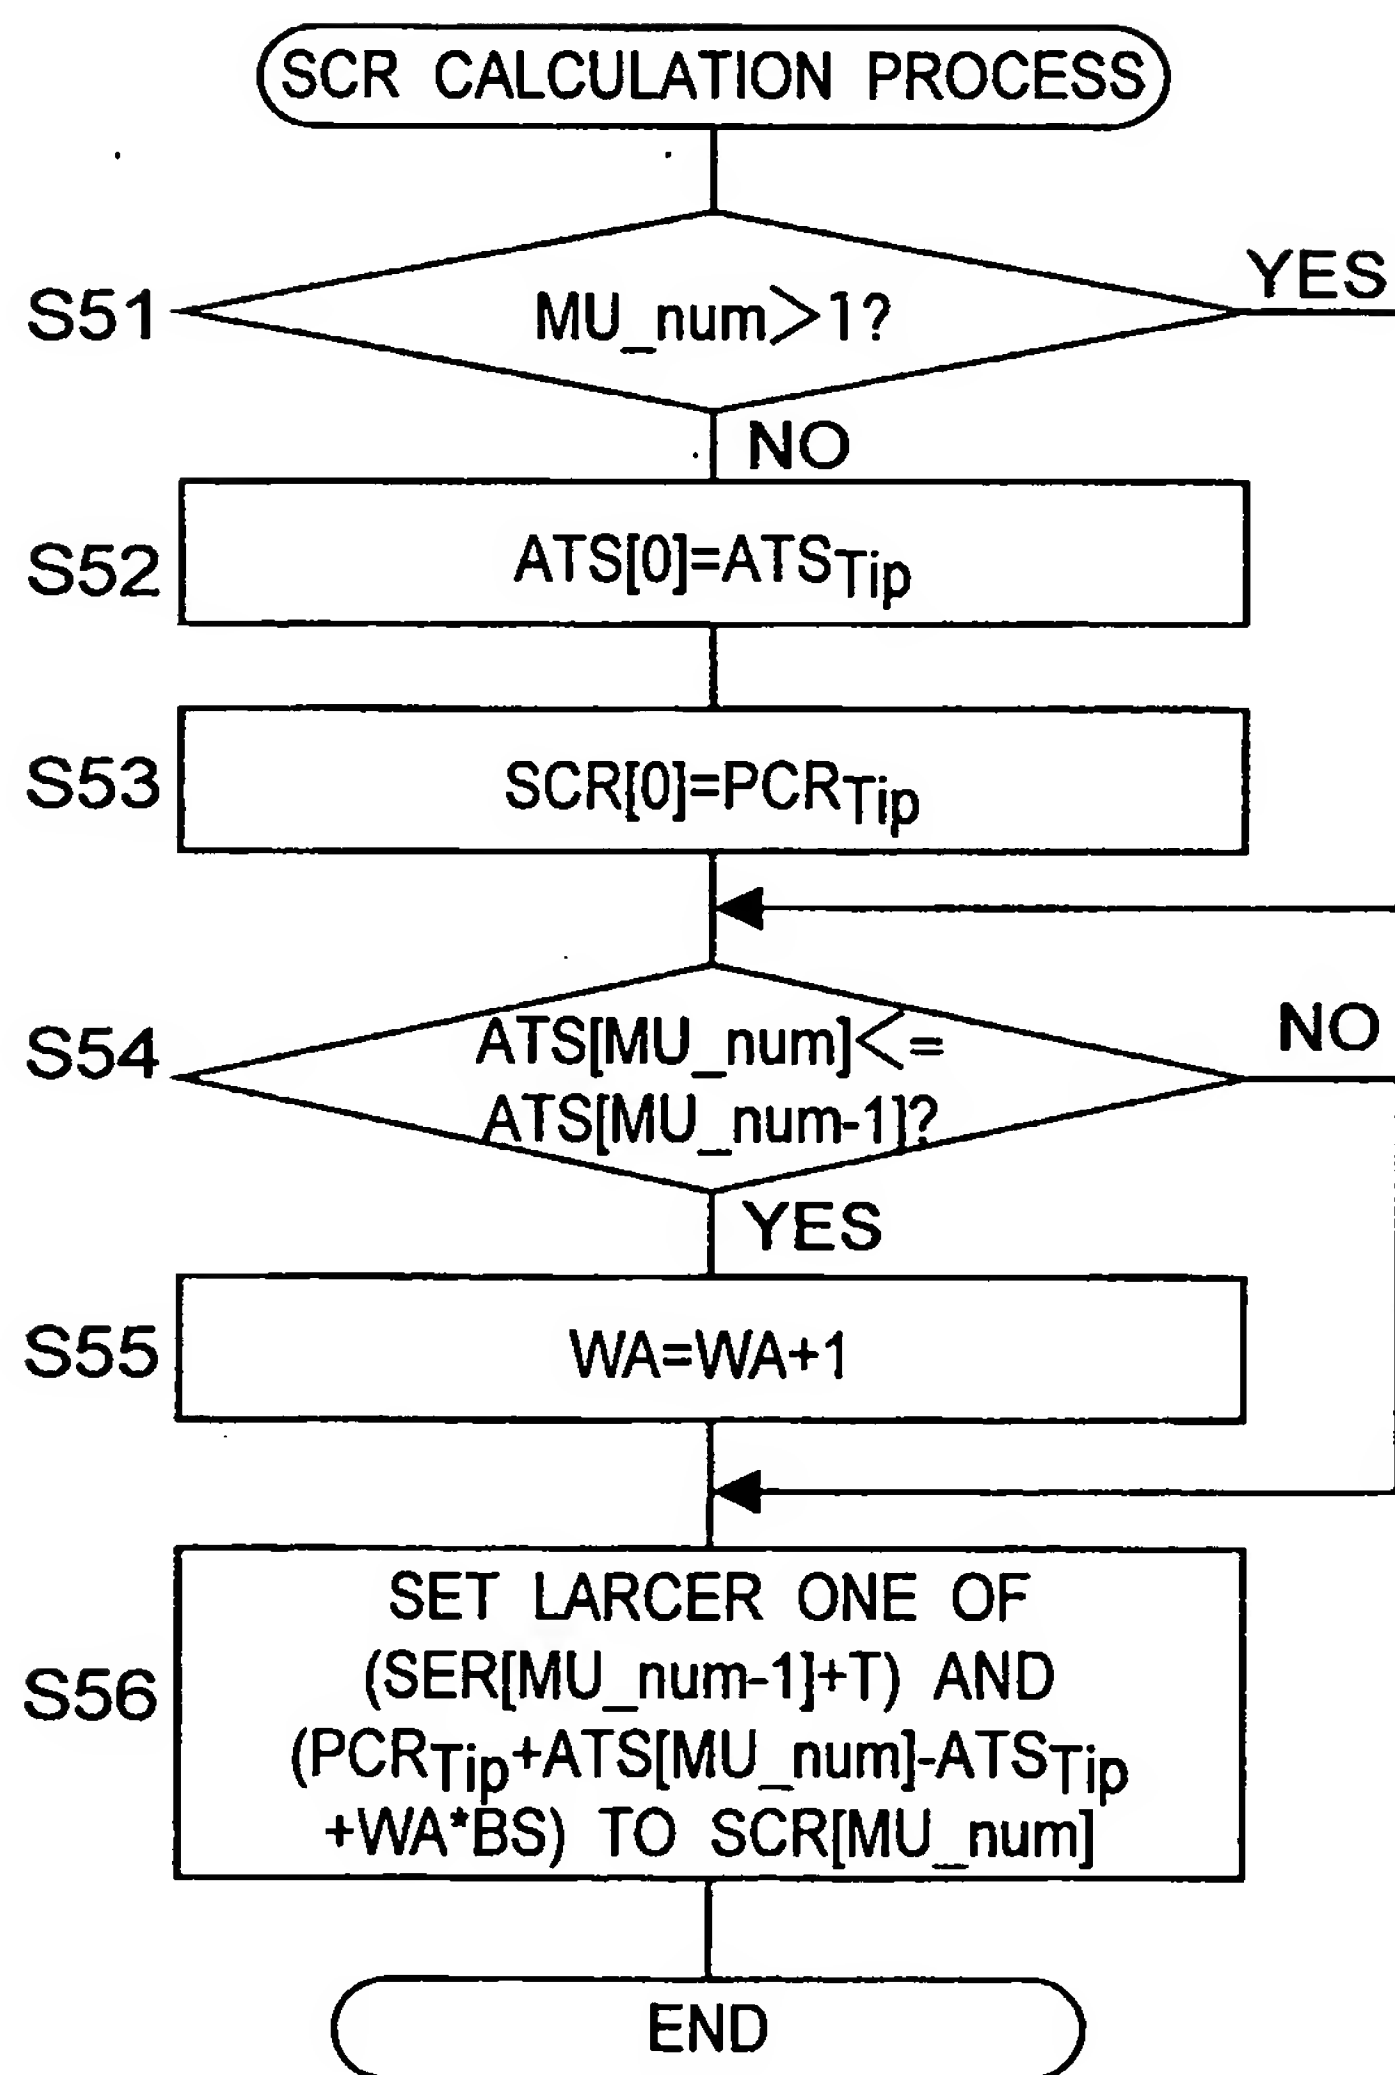 SCR CALCULATION PROCESS
S51
MU_num>1?
YES
NO
S52
ATS[0]=ATSTip
S53
SCR[0]=PCRTip
S54
ATS[MU_num]<=
ATS[MU_num-1]?
NO
YES
S55
WA=WA+1
S56
SET LARCER ONE OF
(SER[MU_num-1]+T) AND
(PCRTip+ATS[MU_num]-ATSTip
+WA*BS) TO SCR[MU_num]
END